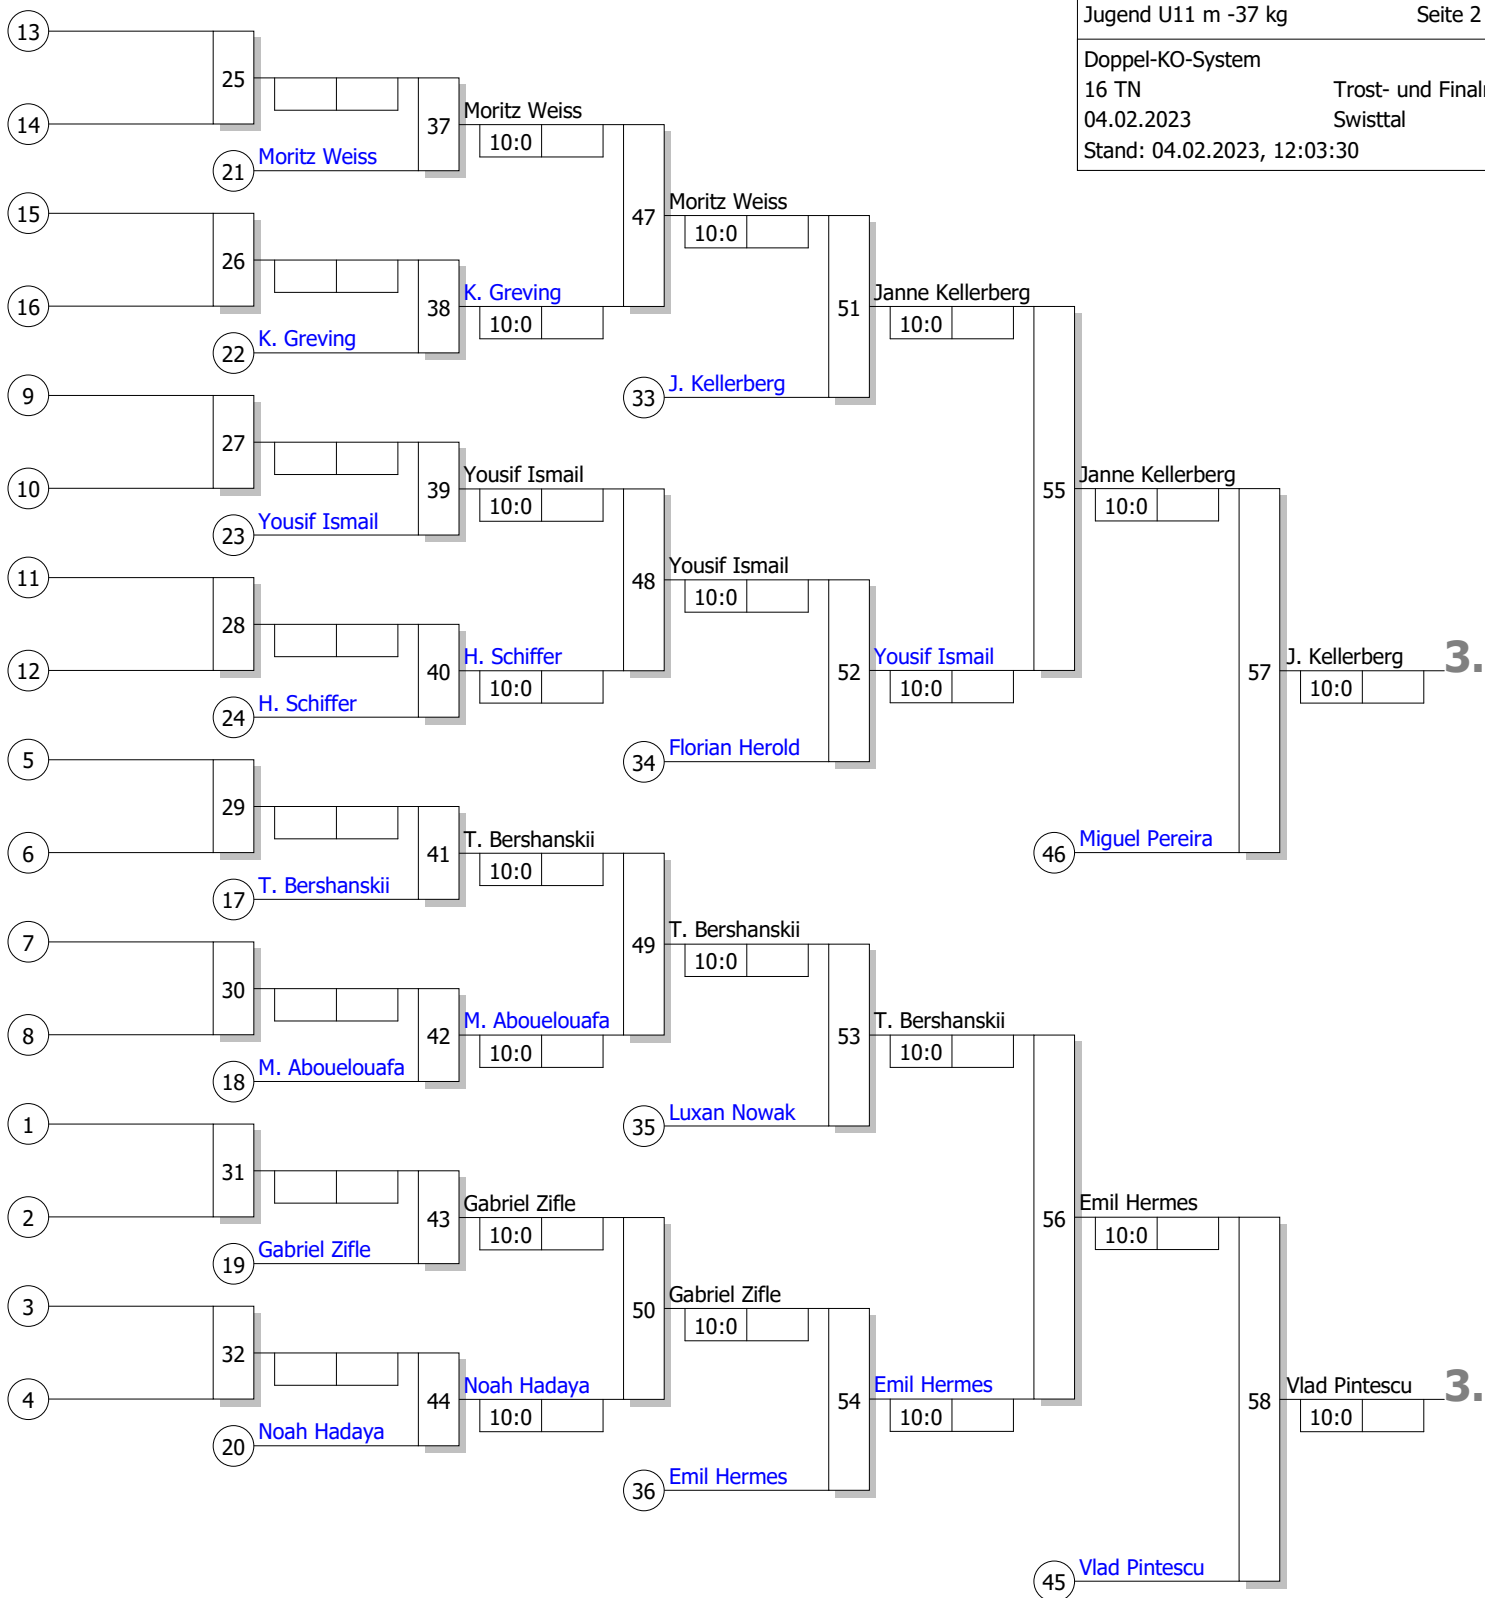 Jugend U11 m -37 kg Seite 2
Doppel-KO-System
16 TN Trost- und Finalr
04.02.2023 Swisttal
Stand: 04.02.2023, 12:03:30
13
25
14
37
Moritz Weiss
10:0
21
Moritz Weiss
15
47
Moritz Weiss
10:0
26
16
38
K. Greving
10:0
22
K. Greving
51
Janne Kellerberg
10:0
9
33
J. Kellerberg
27
10
39
Yousif Ismail
10:0
55
Janne Kellerberg
10:0
23
Yousif Ismail
11
48
Yousif Ismail
10:0
28
12
40
H. Schiffer
10:0
52
Yousif Ismail
10:0
57
J. Kellerberg
10:0
3.
24
H. Schiffer
5
34
Florian Herold
29
6
41
T. Bershanskii
10:0
46
Miguel Pereira
17
T. Bershanskii
7
49
T. Bershanskii
10:0
30
8
42
M. Abouelouafa
10:0
53
T. Bershanskii
10:0
18
M. Abouelouafa
1
35
Luxan Nowak
31
2
43
Gabriel Zifle
10:0
56
Emil Hermes
10:0
19
Gabriel Zifle
3
50
Gabriel Zifle
10:0
32
4
44
Noah Hadaya
10:0
54
Emil Hermes
10:0
58
Vlad Pintescu
10:0
3.
20
Noah Hadaya
36
Emil Hermes
45
Vlad Pintescu